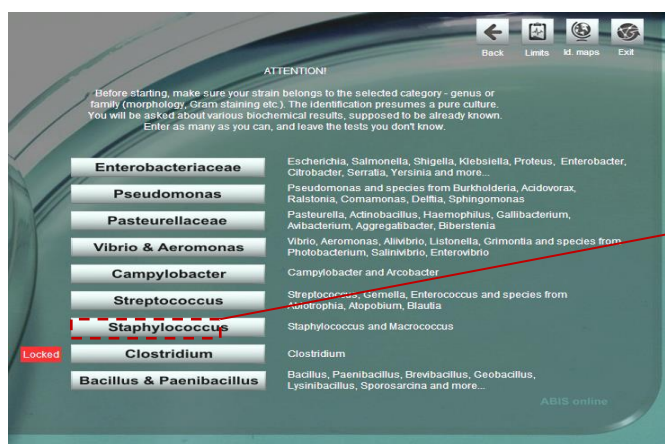 Back Limits Id. maps Exit
ATTENTION!
Before starting, make sure your strain belongs to the selected category - genus or
family (morphology, Gram staining etc.). The identification presumes a pure culture.
You will be asked about various biochemical results, supposed to be already known.
Enter as many as you can, and leave the tests you don't know.
Enterobacteriaceae
Escherichia, Salmonella, Shigella, Klebsiella, Proteus, Enterobacter,
Citrobacter, Serratia, Yersinia and more...
Pseudomonas
Pseudomonas and species from Burkholderia, Acidovorax,
Ralstonia, Comamonas, Delftia, Sphingomonas
Pasteurellaceae
Pasteurella, Actinobacillus, Haemophilus, Gallibacterium,
Avibacterium, Aggregatibacter, Biberstenia
Vibrio & Aeromonas
Vibrio, Aeromonas, Aliivibrio, Listonella, Grimontia and species from
Photobacterium, Salinivibrio, Enterovibrio
Campylobacter
Campylobacter and Arcobacter
Streptococcus
Streptococcus, Gemella, Enterococcus and species from
Abiotrophia, Atopobium, Blautia
Staphylococcus
Staphylococcus and Macrococcus
Locked
Clostridium
Clostridium
Bacillus & Paenibacillus
Bacillus, Paenibacillus, Brevibacillus, Geobacillus,
Lysinibacillus, Sporosarcina and more...
ABIS online